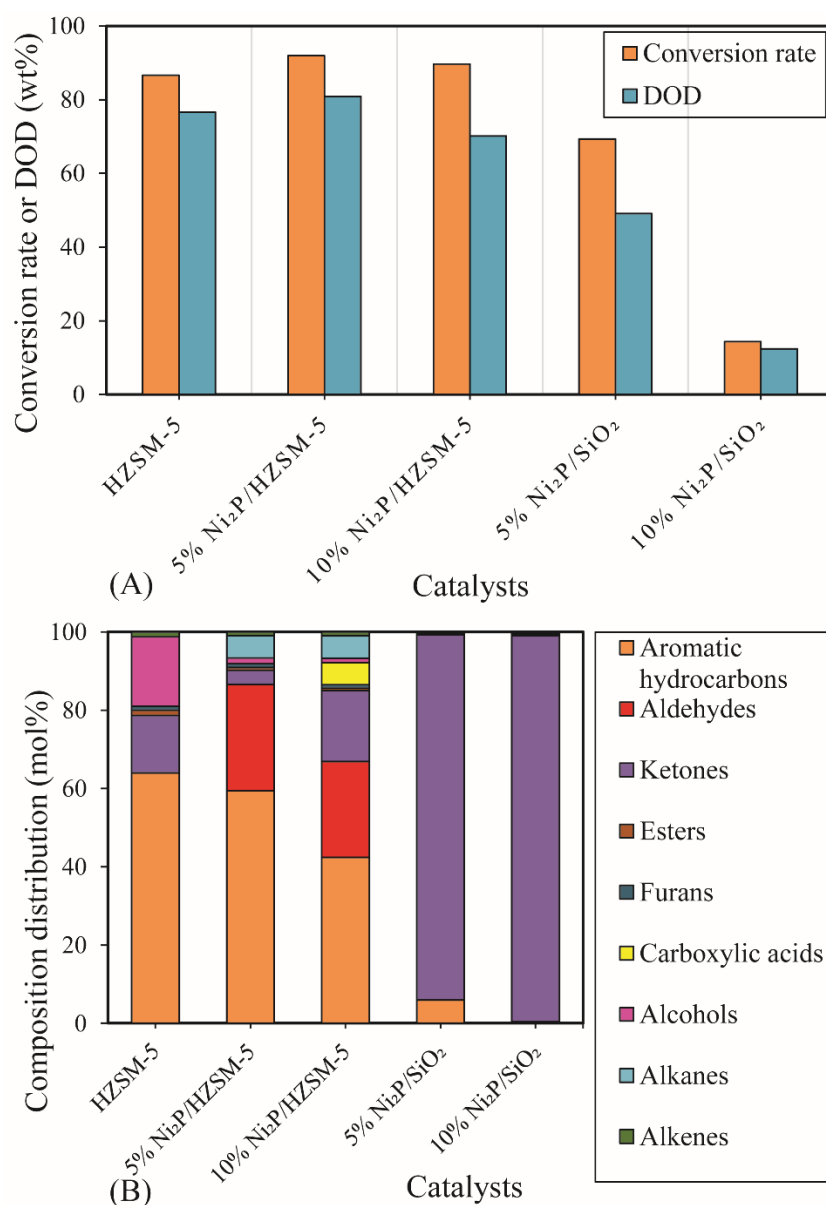 Conversion rate or DOD (wt%)
100
80
60
40
20
0
Conversion rate
DOD
HZSM-5
5% Ni₂P/HZSM-5
10% Ni₂P/HZSM-5
5% Ni₂P/SiO₂
10% Ni₂P/SiO₂
(A)
Catalysts
Composition distribution (mol%)
100
80
60
40
20
0
Aromatic
hydrocarbons
Aldehydes
Ketones
Esters
Furans
Carboxylic acids
Alcohols
Alkanes
Alkenes
HZSM-5
5% Ni₂P/HZSM-5
10% Ni₂P/HZSM-5
5% Ni₂P/SiO₂
10% Ni₂P/SiO₂
(B)
Catalysts